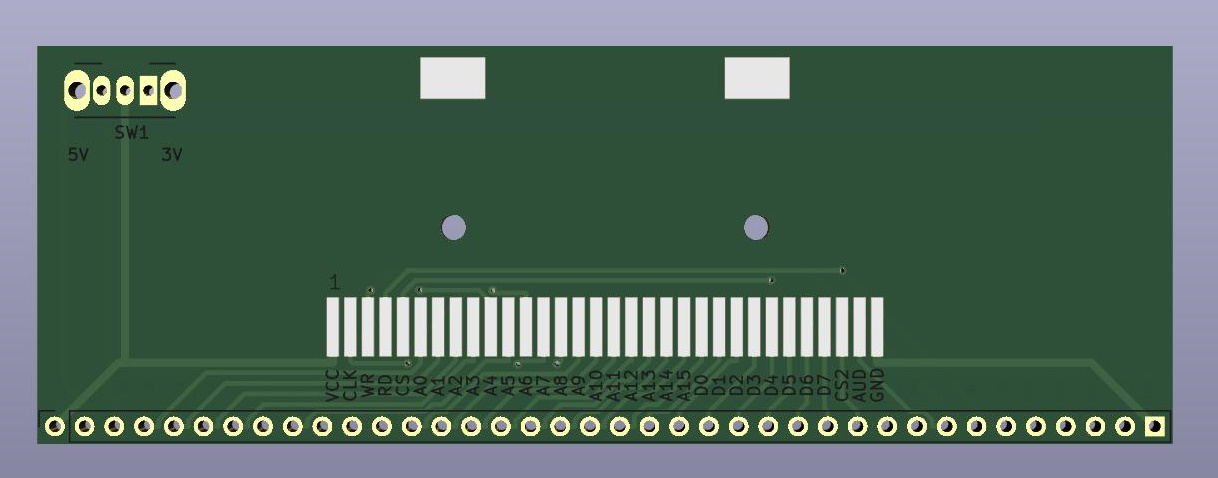 SW1
5V 3V
1
VCC CLK WR RD CS A0 A1 A2 A3 A4 A5 A6 A7 A8 A9 A10 A11 A12 A13 A14 A15 D0 D1 D2 D3 D4 D5 D6 D7 CS2 AUD GND